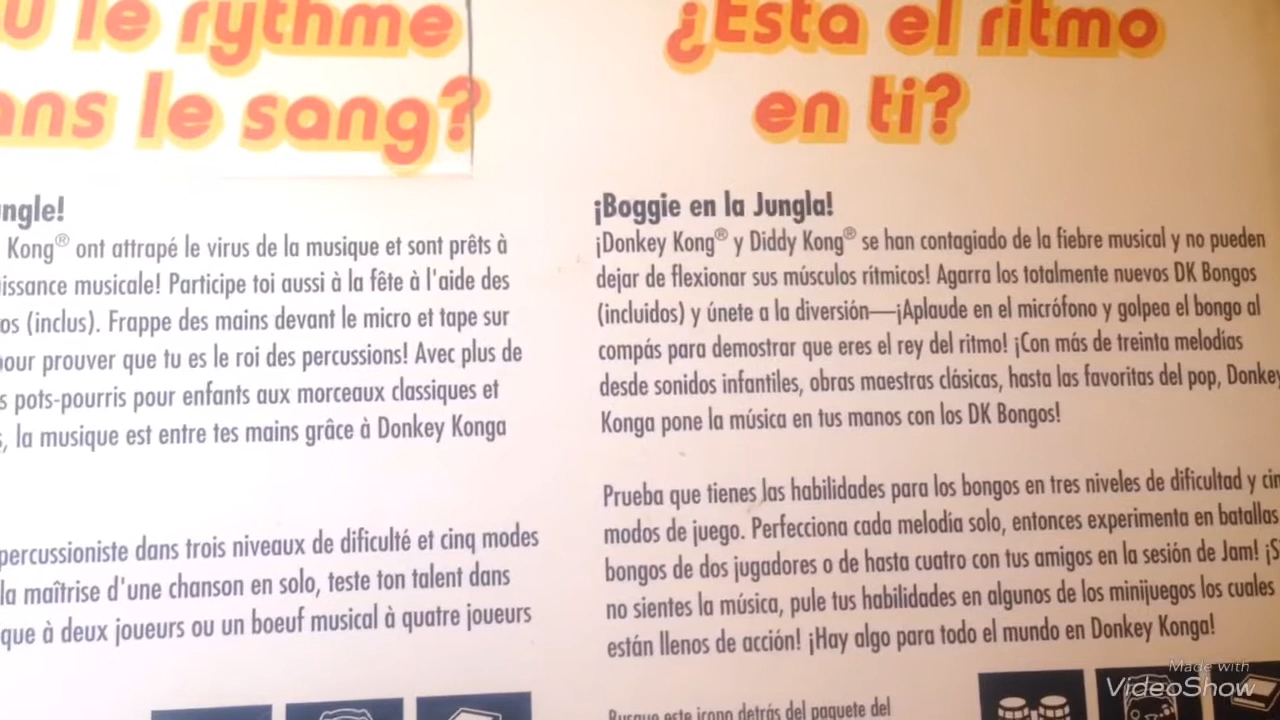 le rythme
ans le sang?
ngle!
Kong® ont attrapé le virus de la musique et sont prêts à
issance musicale! Participe toi aussi à la fête à l'aide des
os (inclus). Frappe des mains devant le micro et tape sur
pour prouver que tu es le roi des percussions! Avec plus de
s pots-pourris pour enfants aux morceaux classiques et
, la musique est entre tes mains grâce à Donkey Konga
percussioniste dans trois niveaux de dificulté et cinq modes
la maîtrise d'une chanson en solo, teste ton talent dans
que à deux joueurs ou un boeuf musical à quatre joueurs
¿Esta el ritmo
en ti?
¡Boggie en la Jungla!
¡Donkey Kong® y Diddy Kong® se han contagiado de la fiebre musical y no pueden
dejar de flexionar sus músculos rítmicos! Agarra los totalmente nuevos DK Bongos
(incluidos) y únete a la diversión—¡Aplaude en el micrófono y golpea el bongo al
compás para demostrar que eres el rey del ritmo! ¡Con más de treinta melodías
desde sonidos infantiles, obras maestras clásicas, hasta las favoritas del pop, Donkey
Konga pone la música en tus manos con los DK Bongos!
Prueba que tienes las habilidades para los bongos en tres niveles de dificultad y cin
modos de juego. Perfecciona cada melodía solo, entonces experimenta en batallas
bongos de dos jugadores o de hasta cuatro con tus amigos en la sesión de Jam! ¡S
no sientes la música, pule tus habilidades en algunos de los minijuegos los cuales
están llenos de acción! ¡Hay algo para todo el mundo en Donkey Konga!
Busque este icono detrás del paquete del
Made with
VideoShow